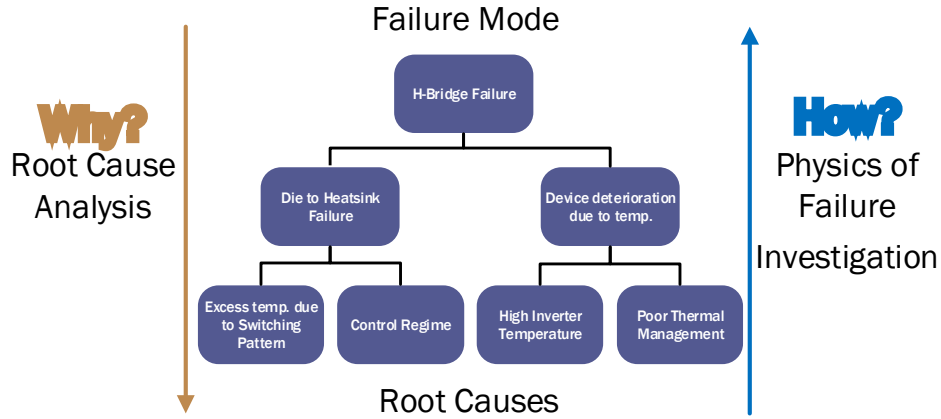 Failure Mode
Why?
Root Cause
Analysis
H-Bridge Failure
How?
Physics of
Failure
Investigation
Die to Heatsink
Failure
Device deterioration
due to temp.
Excess temp. due
to Switching
Pattern
Control Regime
High Inverter
Temperature
Poor Thermal
Management
Root Causes